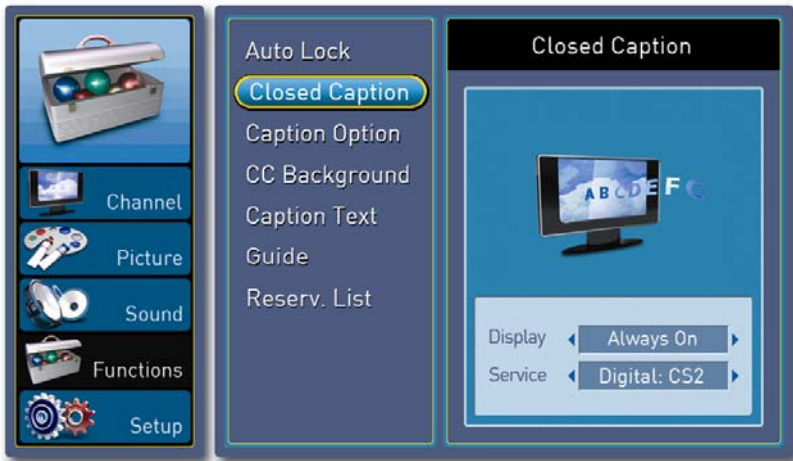 Channel
Picture
Sound
Functions
Setup
Auto Lock
Closed Caption
Caption Option
CC Background
Caption Text
Guide
Reserv. List
Closed Caption
A B C D E F G
Display Always On
Service Digital: CS2